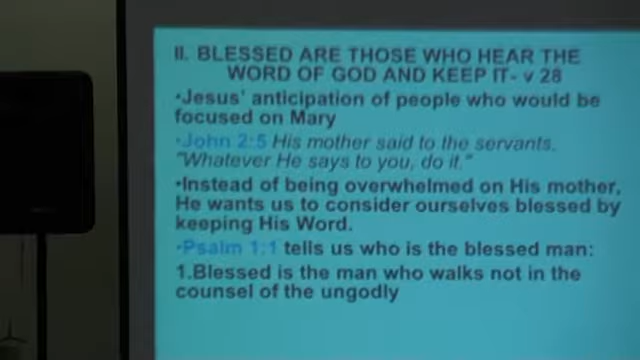 II. BLESSED ARE THOSE WHO HEAR THE
WORD OF GOD AND KEEP IT- v 28
•Jesus' anticipation of people who would be
focused on Mary
•John 2:5 His mother said to the servants,
"Whatever He says to you, do it."
•Instead of being overwhelmed on His mother,
He wants us to consider ourselves blessed by
keeping His Word.
•Psalm 1:1 tells us who is the blessed man:
1.Blessed is the man who walks not in the
counsel of the ungodly